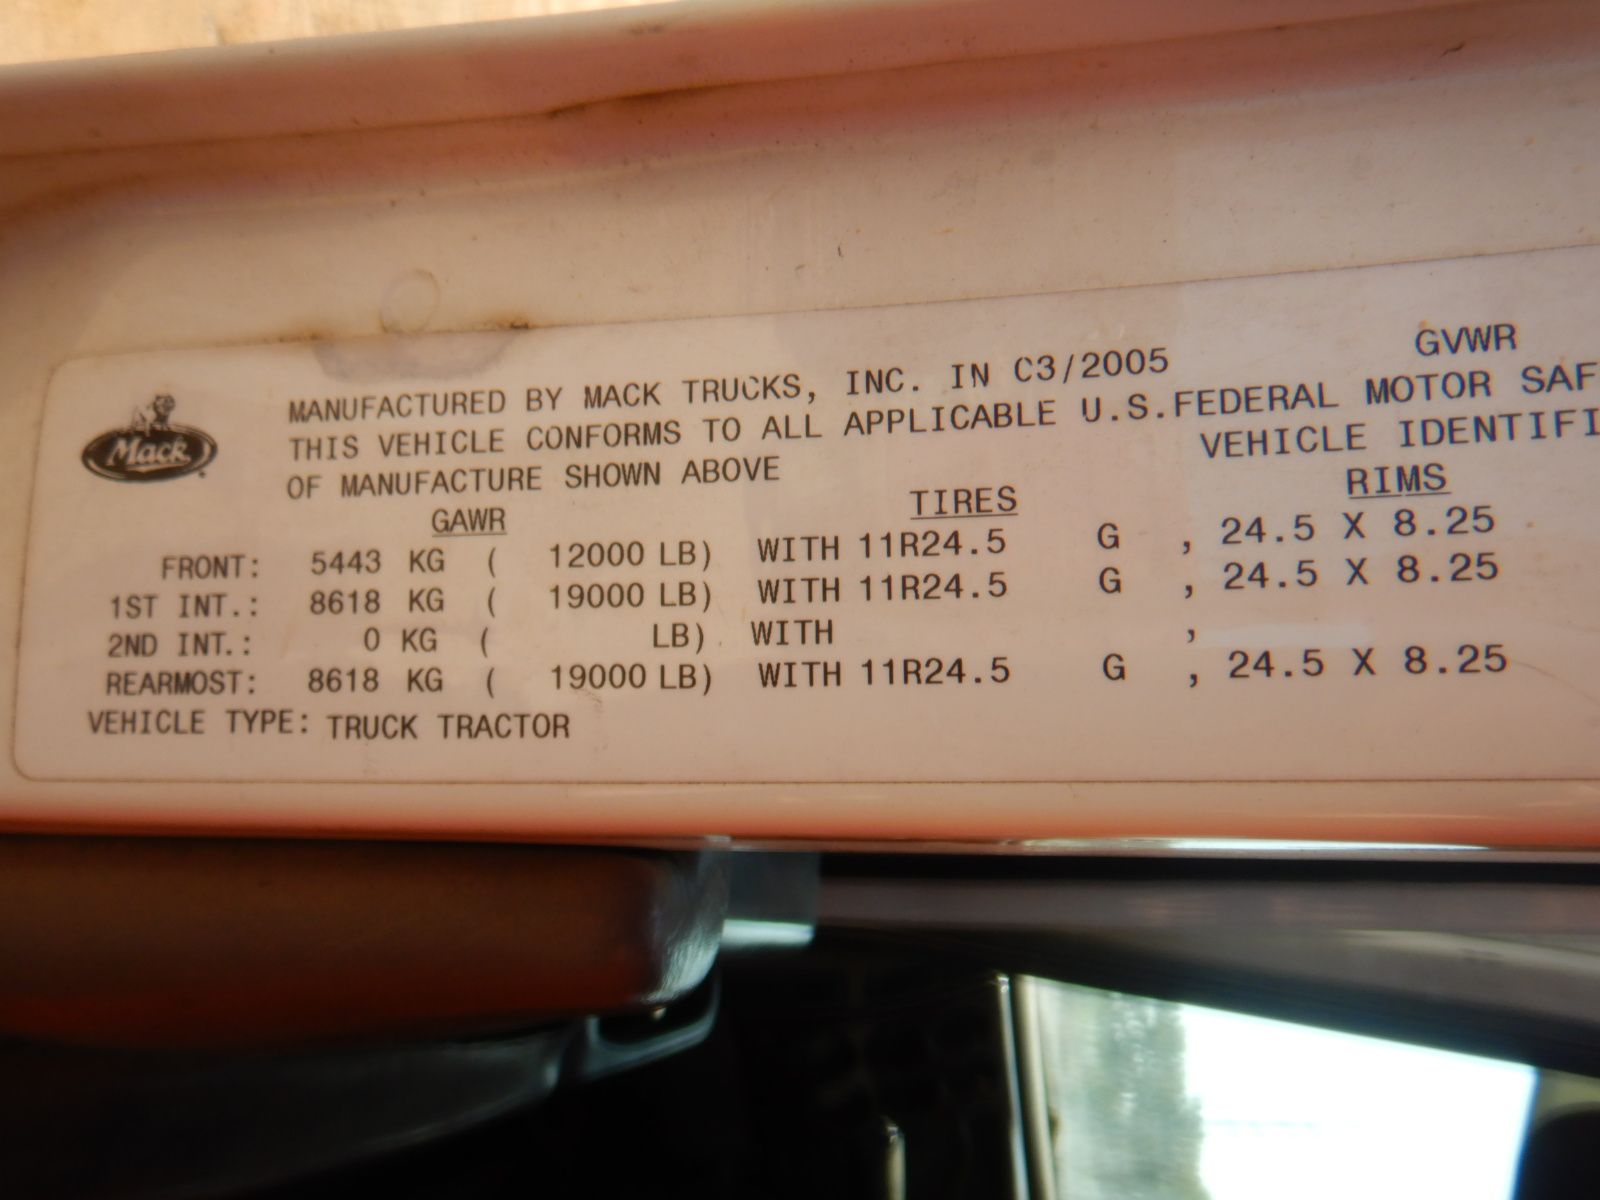 Mack
MANUFACTURED BY MACK TRUCKS, INC. IN C3/2005 GVWR
THIS VEHICLE CONFORMS TO ALL APPLICABLE U.S.FEDERAL MOTOR SAF
OF MANUFACTURE SHOWN ABOVE VEHICLE IDENTIFI
GAWR TIRES RIMS
FRONT: 5443 KG ( 12000 LB) WITH 11R24.5 G , 24.5 X 8.25
1ST INT.: 8618 KG ( 19000 LB) WITH 11R24.5 G , 24.5 X 8.25
2ND INT.: 0 KG ( LB) WITH ,
REARMOST: 8618 KG ( 19000 LB) WITH 11R24.5 G , 24.5 X 8.25
VEHICLE TYPE: TRUCK TRACTOR